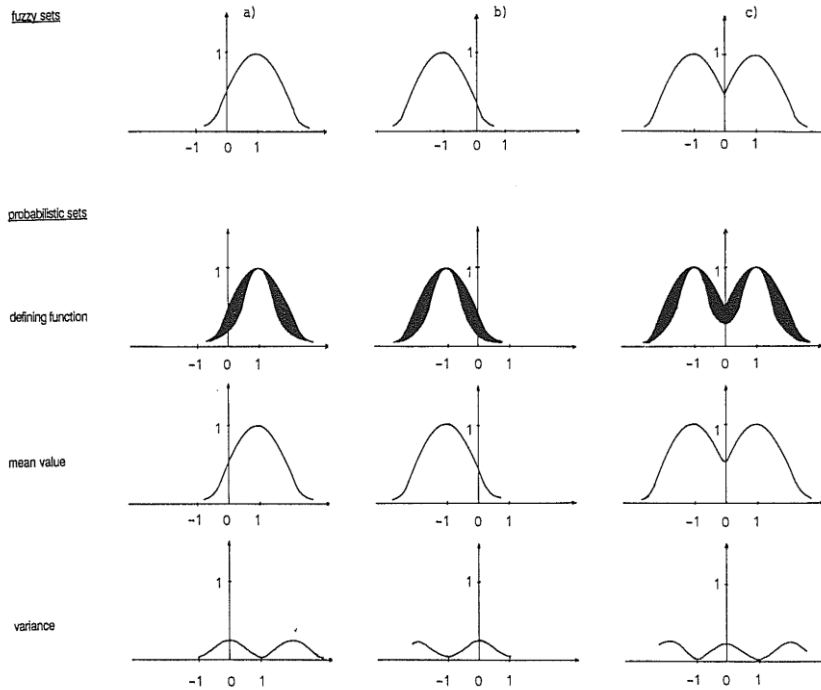 fuzzy sets
a) b) c)
1 1 1
-1 0 1 -1 0 1 -1 0 1
probabilistic sets
1 1 1
defining function
-1 0 1 -1 0 1 -1 0 1
1 1 1
mean value
-1 0 1 -1 0 1 -1 0 1
1 1 1
variance
-1 0 1 -1 0 1 -1 0 1